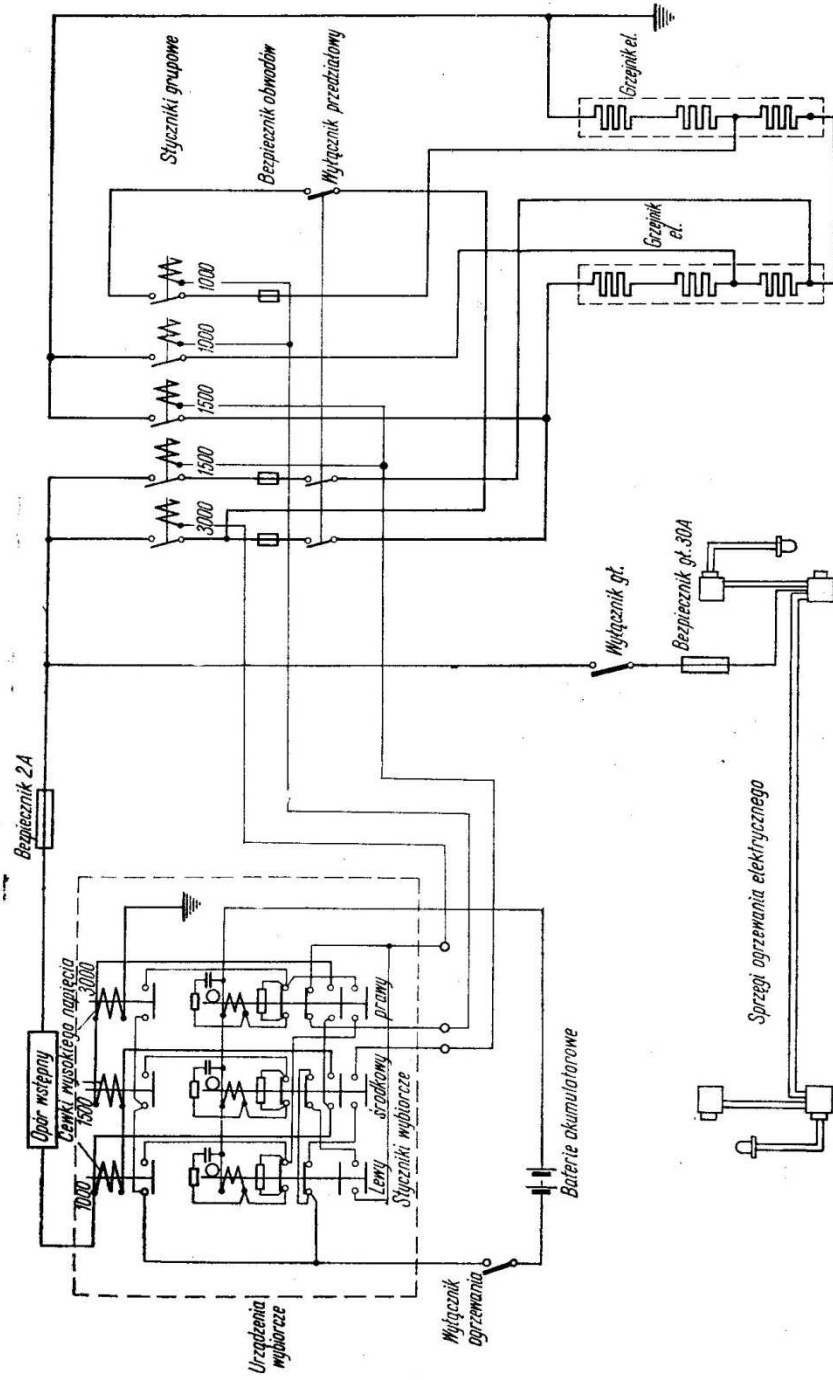 Urządzenia
wybiorcze
Opór wstępny
Cewki wysokiego napięcia
1000
1500
3000
Bezpiecznik 2A
Lewy
środkowy
prawy
Styczniki wybiorcze
Wyłącznik
ogrzewania
Baterie akumulatorowe
Styczniki grupowe
3000
1500
1500
1000
1000
Bezpiecznik obwodów
Wyłącznik przedziałowy
Wyłącznik gł.
Bezpiecznik gł. 30A
Sprzęgi ogrzewania elektrycznego
Grzejnik
el.
Grzejnik el.